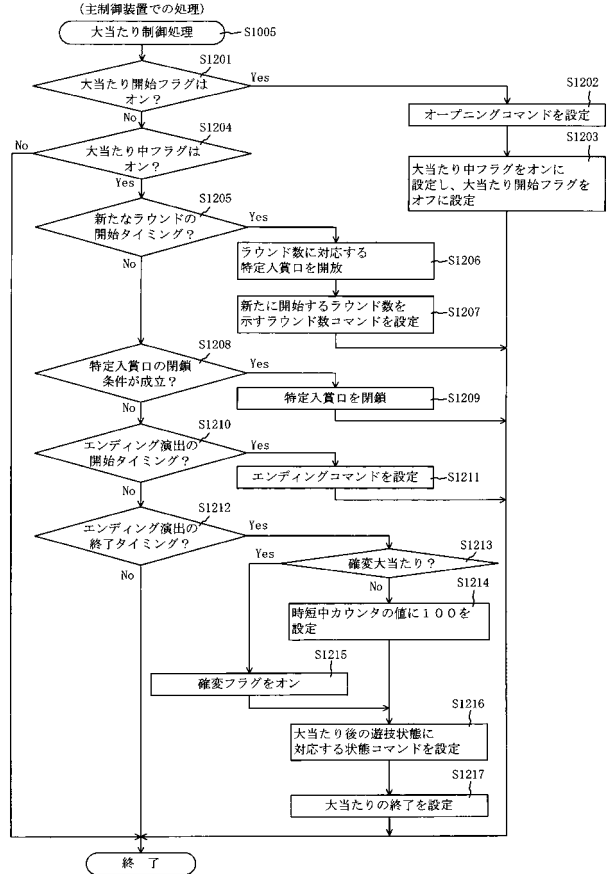 (主制御装置での処理)
大当たり制御処理
S1005
S1201
大当たり開始フラグは
オン？
Yes
No
S1202
オープニングコマンドを設定
S1203
大当たり中フラグをオンに
設定し、大当たり開始フラグを
オフに設定
S1204
大当たり中フラグは
オン？
No
Yes
S1205
新たなラウンドの
開始タイミング？
Yes
No
ラウンド数に対応する
特定入賞口を開放
S1206
新たに開始するラウンド数を
示すラウンド数コマンドを設定
S1207
S1208
特定入賞口の閉鎖
条件が成立？
Yes
No
特定入賞口を閉鎖
S1209
S1210
エンディング演出の
開始タイミング？
Yes
No
エンディングコマンドを設定
S1211
S1212
エンディング演出の
終了タイミング？
Yes
No
S1213
確変大当たり？
Yes
No
S1214
時短中カウンタの値に１００を
設定
S1215
確変フラグをオン
S1216
大当たり後の遊技状態に
対応する状態コマンドを設定
S1217
大当たりの終了を設定
終 了